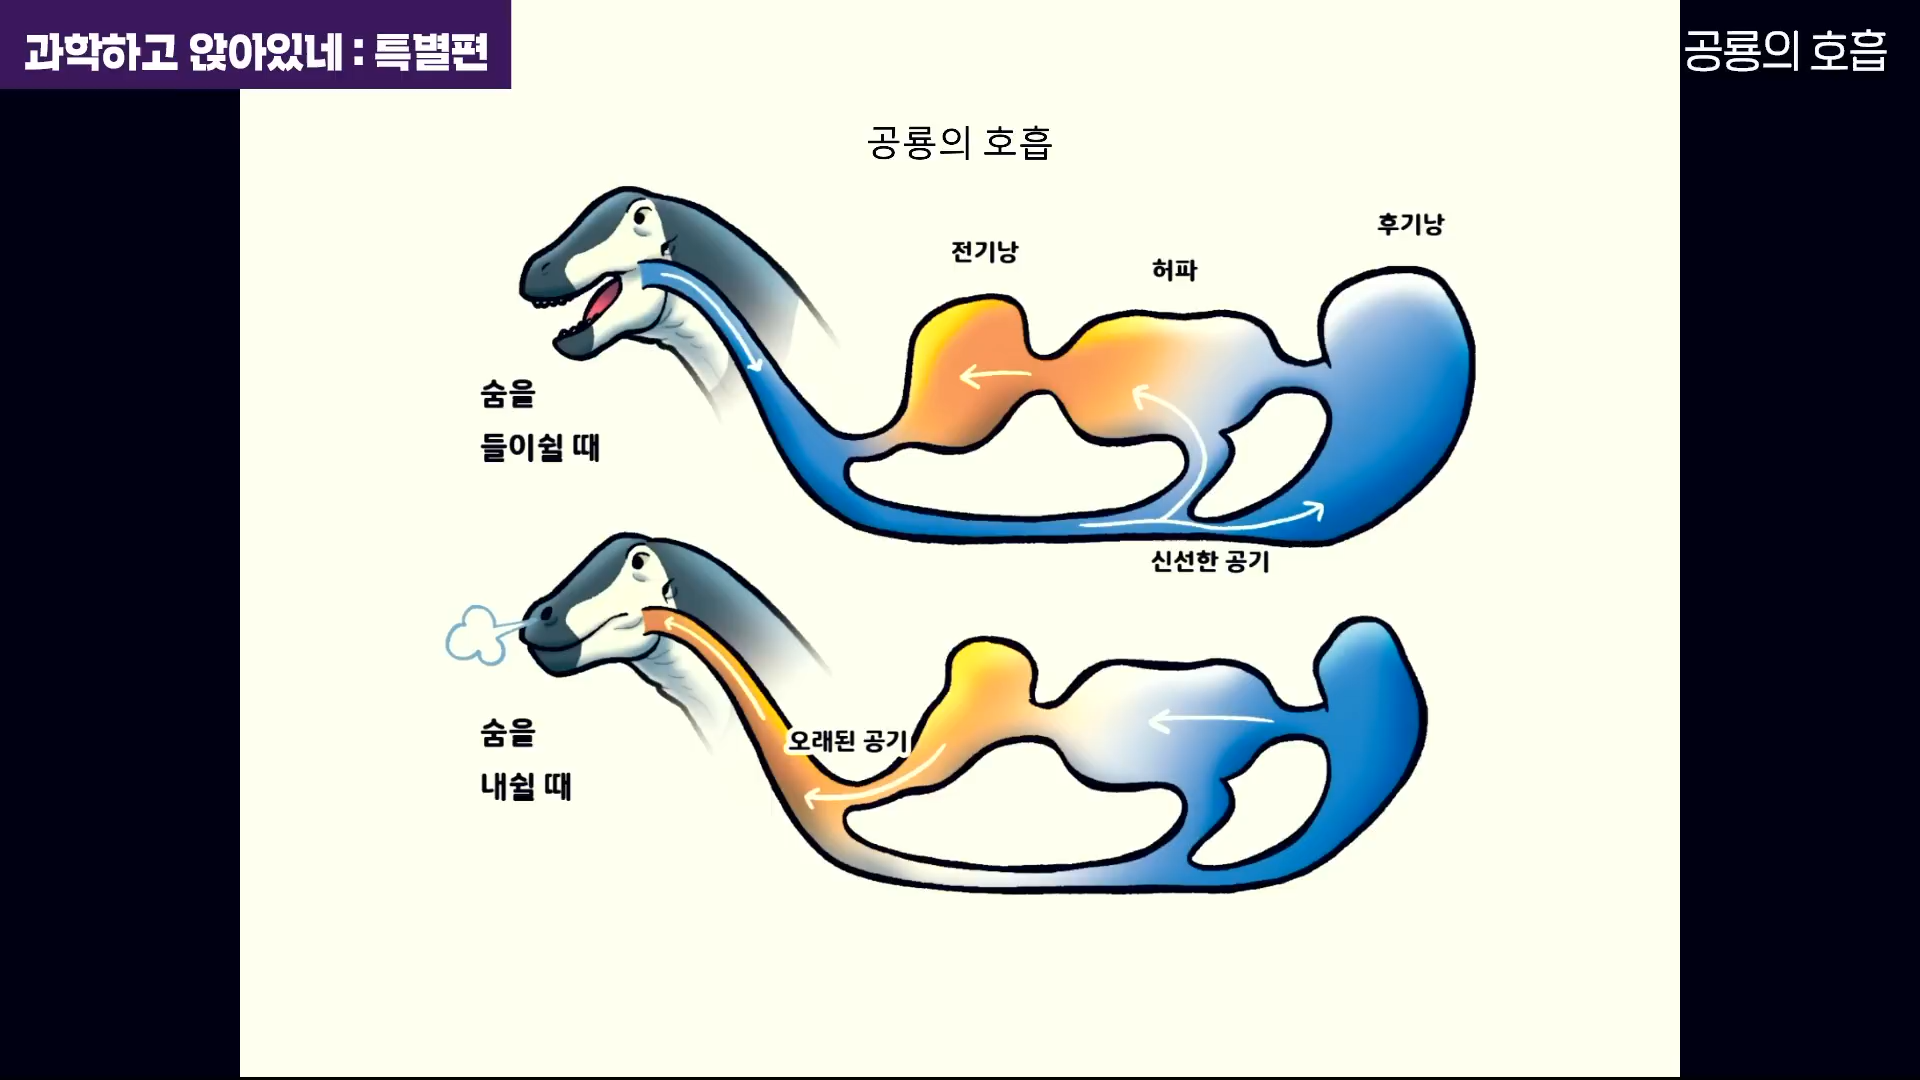 과학하고 앉아있네 : 특별편
공룡의 호흡
공룡의 호흡
후기낭
전기낭
허파
숨을
들이쉴 때
신선한 공기
숨을
내쉴 때
오래된 공기